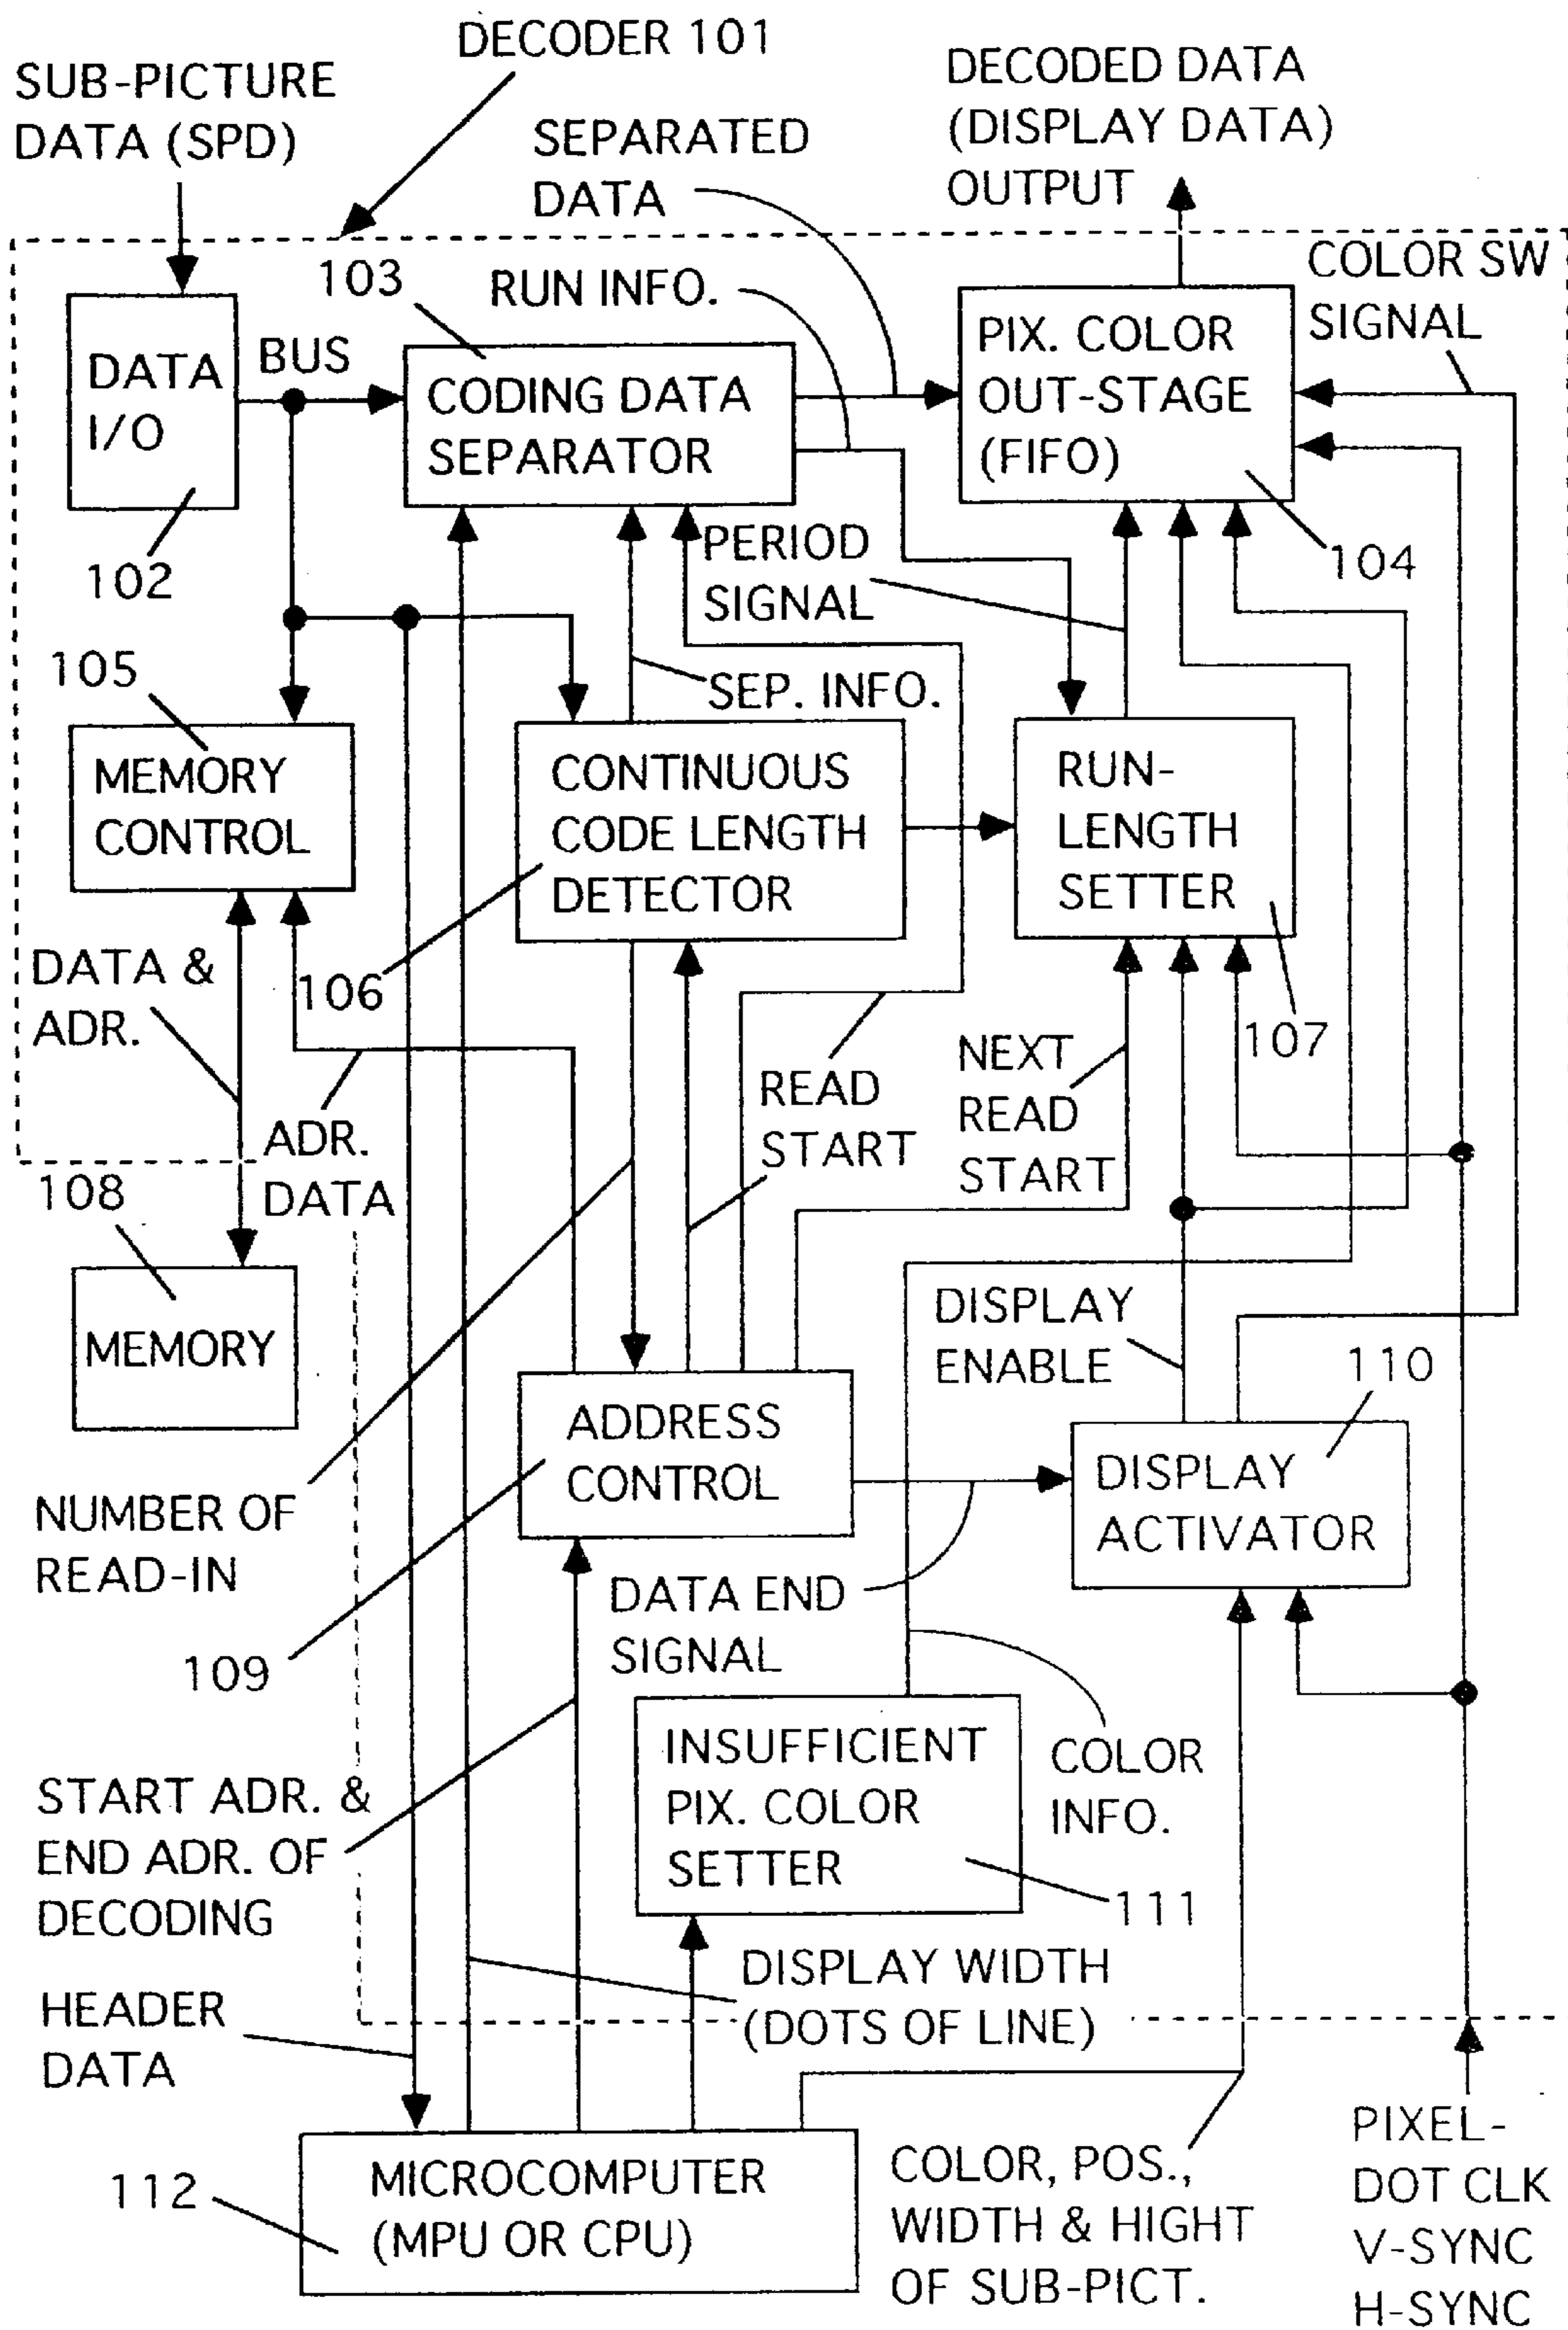 DECODER 101
SUB-PICTURE
DATA (SPD)
SEPARATED
DATA
DECODED DATA
(DISPLAY DATA)
OUTPUT
COLOR SW
SIGNAL
103
RUN INFO.
DATA
I/O
BUS
CODING DATA
SEPARATOR
PIX. COLOR
OUT-STAGE
(FIFO)
102
PERIOD
SIGNAL
104
105
SEP. INFO.
MEMORY
CONTROL
CONTINUOUS
CODE LENGTH
DETECTOR
RUN-
LENGTH
SETTER
DATA &
ADR.
106
107
READ
START
NEXT
READ
START
ADR.
DATA
108
MEMORY
DISPLAY
ENABLE
110
ADDRESS
CONTROL
DISPLAY
ACTIVATOR
NUMBER OF
READ-IN
DATA END
SIGNAL
109
INSUFFICIENT
PIX. COLOR
SETTER
COLOR
INFO.
START ADR. &
END ADR. OF
DECODING
111
DISPLAY WIDTH
(DOTS OF LINE)
HEADER
DATA
112
MICROCOMPUTER
(MPU OR CPU)
COLOR, POS.,
WIDTH & HIGHT
OF SUB-PICT.
PIXEL-
DOT CLK
V-SYNC
H-SYNC